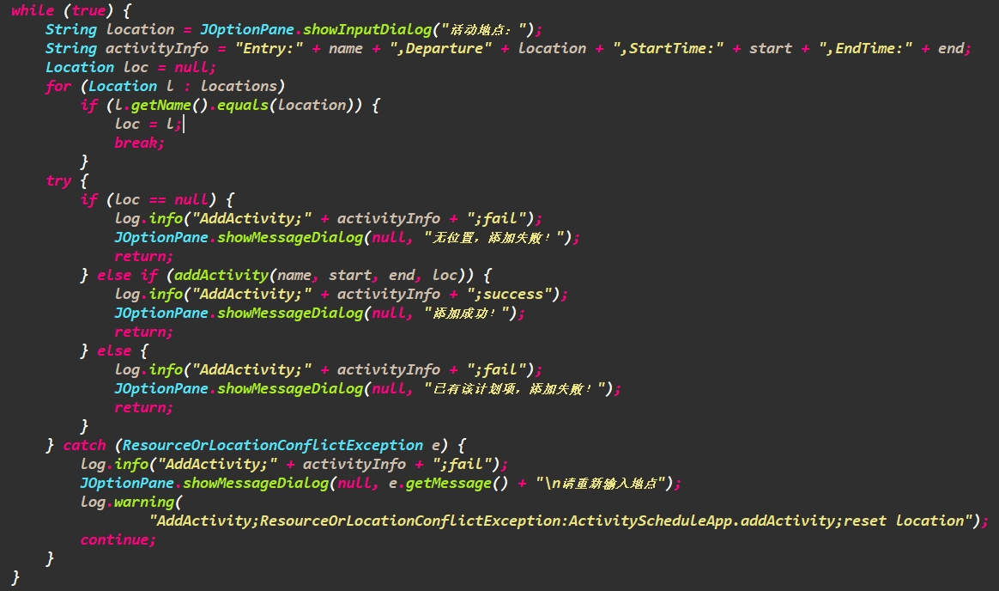 while (true) {
    String location = JOptionPane.showInputDialog("活动地点：");
    String activityInfo = "Entry:" + name + ",Departure" + location + ",StartTime:" + start + ",EndTime:" + end;
    Location loc = null;
    for (Location l : locations)
        if (l.getName().equals(location)) {
            loc = l;
            break;
        }
    try {
        if (loc == null) {
            log.info("AddActivity;" + activityInfo + ";fail");
            JOptionPane.showMessageDialog(null, "无位置，添加失败！");
            return;
        } else if (addActivity(name, start, end, loc)) {
            log.info("AddActivity;" + activityInfo + ";success");
            JOptionPane.showMessageDialog(null, "添加成功！");
            return;
        } else {
            log.info("AddActivity;" + activityInfo + ";fail");
            JOptionPane.showMessageDialog(null, "已有该计划项，添加失败！");
            return;
        }
    } catch (ResourceOrLocationConflictException e) {
        log.info("AddActivity;" + activityInfo + ";fail");
        JOptionPane.showMessageDialog(null, e.getMessage() + "\n请重新输入地点");
        log.warning(
                "AddActivity;ResourceOrLocationConflictException:ActivityScheduleApp.addActivity;reset location");
        continue;
    }
}